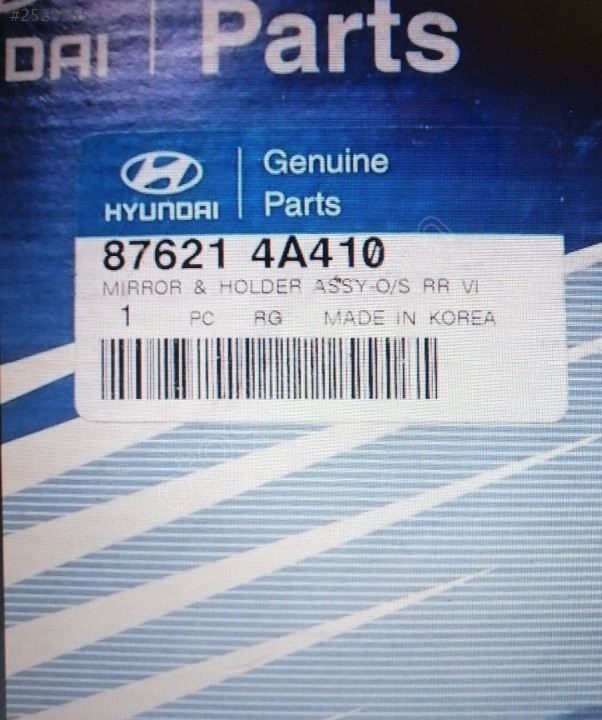 DAI | Parts
HYUNDAI | Genuine Parts
87621 4A410
MIRROR & HOLDER ASSY-O/S RR VI
1 PC RG MADE IN KOREA